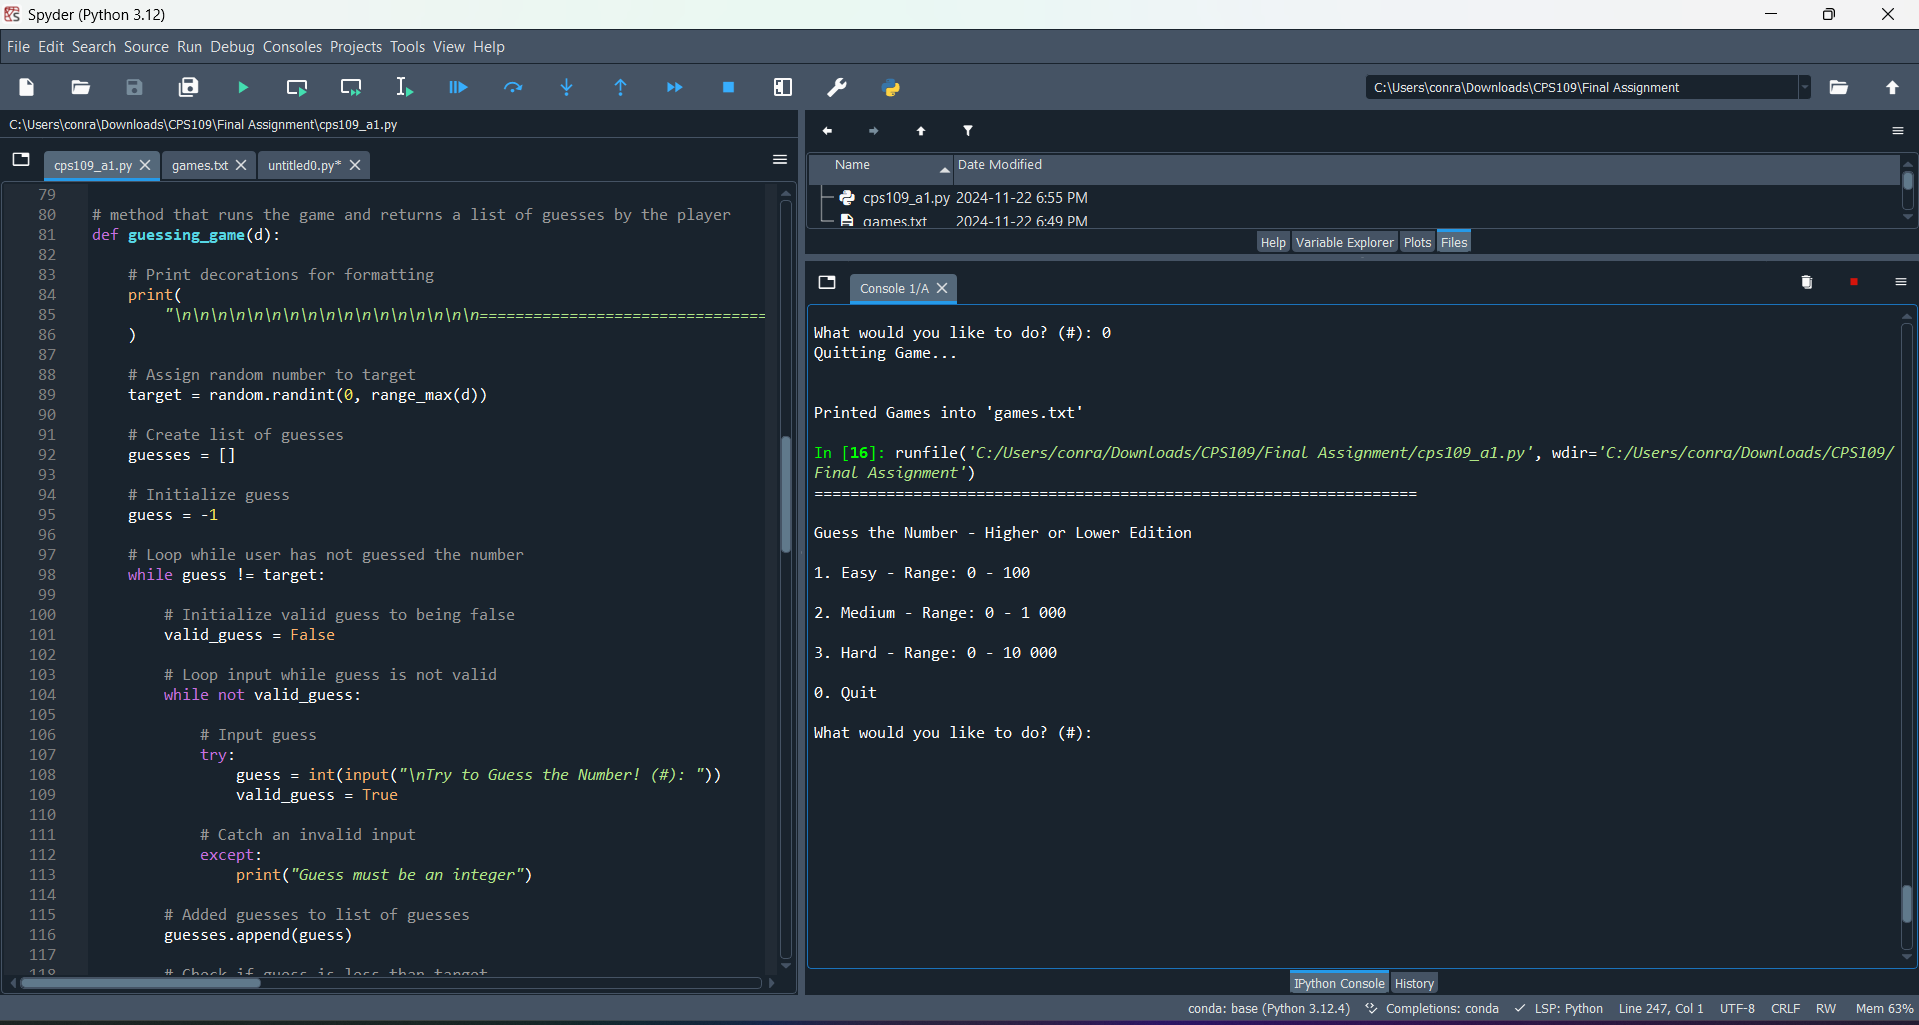 Spyder (Python 3.12)
File Edit Search Source Run Debug Consoles Projects Tools View Help
C:\Users\conra\Downloads\CPS109\Final Assignment
C:\Users\conra\Downloads\CPS109\Final Assignment\cps109_a1.py
cps109_a1.py games.txt untitled0.py*
79
80 # method that runs the game and returns a list of guesses by the player
81 def guessing_game(d):
82
83 # Print decorations for formatting
84 print(
85 "\n\n\n\n\n\n\n\n\n\n\n\n\n\n\n\n\n================================
86 )
87
88 # Assign random number to target
89 target = random.randint(0, range_max(d))
90
91 # Create list of guesses
92 guesses = []
93
94 # Initialize guess
95 guess = -1
96
97 # Loop while user has not guessed the number
98 while guess != target:
99
100 # Initialize valid guess to being false
101 valid_guess = False
102
103 # Loop input while guess is not valid
104 while not valid_guess:
105
106 # Input guess
107 try:
108 guess = int(input("\nTry to Guess the Number! (#): "))
109 valid_guess = True
110
111 # Catch an invalid input
112 except:
113 print("Guess must be an integer")
114
115 # Added guesses to list of guesses
116 guesses.append(guess)
117
118 # Check if guess is less than target
Name Date Modified
cps109_a1.py 2024-11-22 6:55 PM
games.txt 2024-11-22 6:49 PM
Help Variable Explorer Plots Files
Console 1/A
What would you like to do? (#): 0
Quitting Game...
Printed Games into 'games.txt'
In [16]: runfile('C:/Users/conra/Downloads/CPS109/Final Assignment/cps109_a1.py', wdir='C:/Users/conra/Downloads/CPS109/
Final Assignment')
===================================================================
Guess the Number - Higher or Lower Edition
1. Easy - Range: 0 - 100
2. Medium - Range: 0 - 1 000
3. Hard - Range: 0 - 10 000
0. Quit
What would you like to do? (#):
IPython Console History
conda: base (Python 3.12.4) Completions: conda LSP: Python Line 247, Col 1 UTF-8 CRLF RW Mem 63%